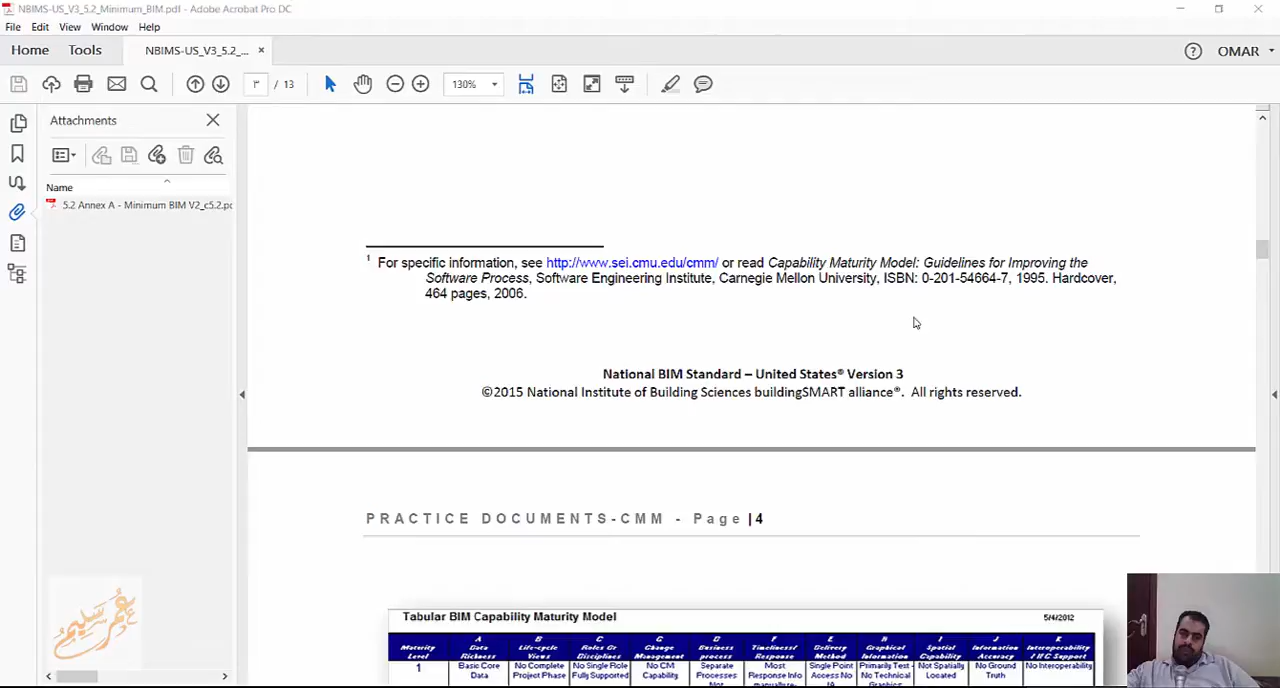 NBIMS-US_V3_5.2_Minimum_BIM.pdf - Adobe Acrobat Pro DC
File Edit View Window Help
Home Tools NBIMS-US_V3_5.2_... × OMAR
٣ / 13 130%
Attachments
Name
5.2 Annex A - Minimum BIM V2_c5.2.pc
1 For specific information, see http://www.sei.cmu.edu/cmm/ or read Capability Maturity Model: Guidelines for Improving the
Software Process, Software Engineering Institute, Carnegie Mellon University, ISBN: 0-201-54664-7, 1995. Hardcover,
464 pages, 2006.
National BIM Standard – United States® Version 3
©2015 National Institute of Building Sciences buildingSMART alliance®. All rights reserved.
PRACTICE DOCUMENTS-CMM - Page |4
Tabular BIM Capability Maturity Model 5/4/2012
A B C G D F E H I J K
Maturity Level Data Richness Life-cycle Views Roles Or Disciplines Change Management Business process Timeliness/ Response Delivery Method Graphical Information Spatial Capability Information Accuracy Interoperability/ IFC Support
1 Basic Core Data No Complete Project Phase No Single Role Fully Supported No CM Capability Separate Processes Not Most Response Info Single Point Access No Primarily Text - No Technical Not Spatially Located No Ground Truth No Interoperability
عمر سليم